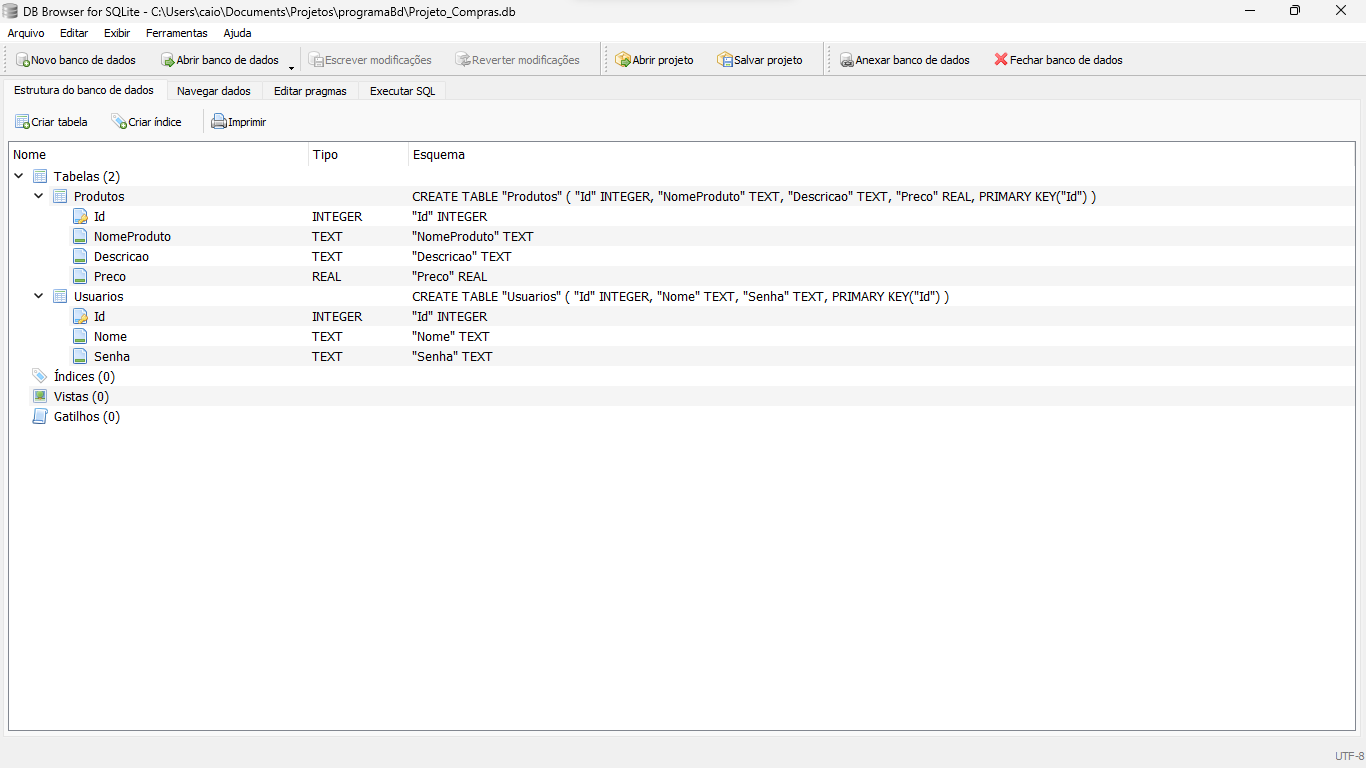 DB Browser for SQLite - C:\Users\caio\Documents\Projetos\programaBd\Projeto_Compras.db
Arquivo Editar Exibir Ferramentas Ajuda
Novo banco de dados Abrir banco de dados Escrever modificações Reverter modificações Abrir projeto Salvar projeto Anexar banco de dados Fechar banco de dados
Estrutura do banco de dados Navegar dados Editar pragmas Executar SQL
Criar tabela Criar índice Imprimir
Nome Tipo Esquema
Tabelas (2)
Produtos CREATE TABLE "Produtos" ( "Id" INTEGER, "NomeProduto" TEXT, "Descricao" TEXT, "Preco" REAL, PRIMARY KEY("Id") )
Id INTEGER "Id" INTEGER
NomeProduto TEXT "NomeProduto" TEXT
Descricao TEXT "Descricao" TEXT
Preco REAL "Preco" REAL
Usuarios CREATE TABLE "Usuarios" ( "Id" INTEGER, "Nome" TEXT, "Senha" TEXT, PRIMARY KEY("Id") )
Id INTEGER "Id" INTEGER
Nome TEXT "Nome" TEXT
Senha TEXT "Senha" TEXT
Índices (0)
Vistas (0)
Gatilhos (0)
UTF-8